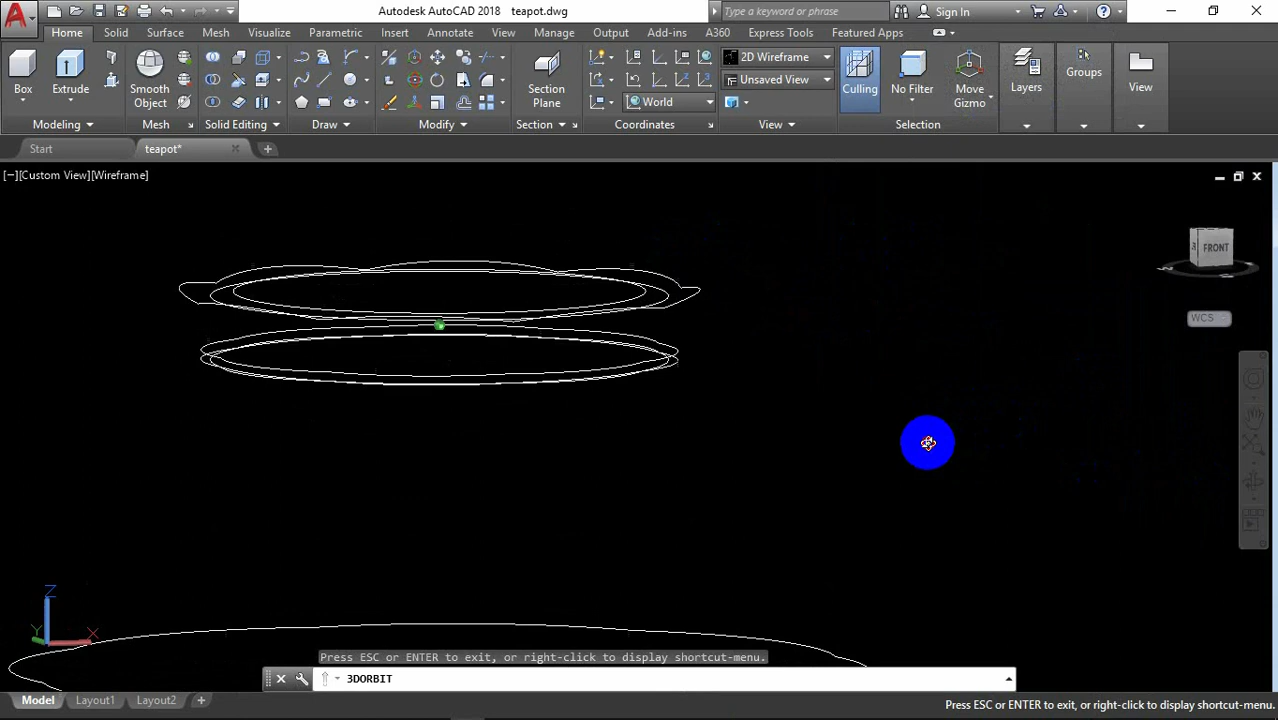 Autodesk AutoCAD 2018 teapot.dwg
Type a keyword or phrase
Sign In
Home Solid Surface Mesh Visualize Parametric Insert Annotate View Manage Output Add-ins A360 Express Tools Featured Apps
Box
Extrude
Smooth
Object
Section
Plane
World
2D Wireframe
Unsaved View
Culling
No Filter
Move
Gizmo
Layers
Groups
View
Modeling
Mesh
Solid Editing
Draw
Modify
Section
Coordinates
View
Selection
Start
teapot*
[−][Custom View][Wireframe]
FRONT
WCS
Z
Y
X
Press ESC or ENTER to exit, or right-click to display shortcut-menu.
3DORBIT
Model Layout1 Layout2
Press ESC or ENTER to exit, or right-click to display shortcut-menu.